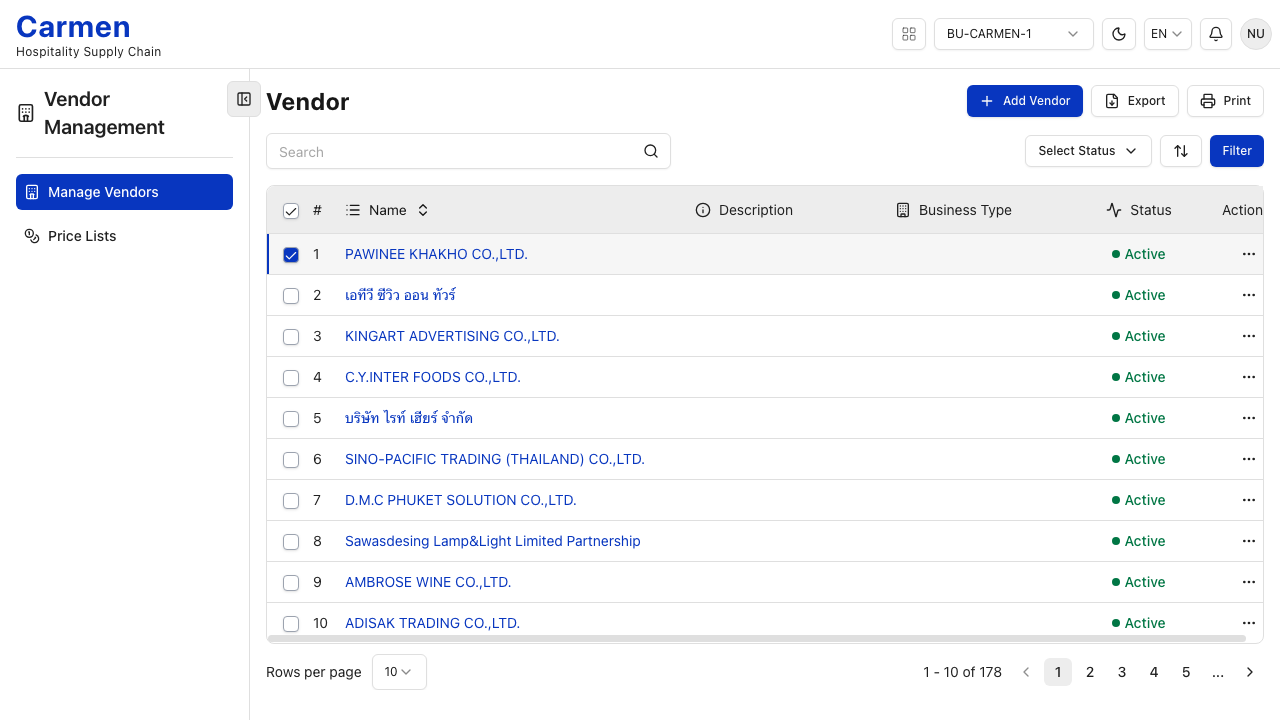 Carmen
Hospitality Supply Chain
BU-CARMEN-1
EN
NU
Vendor
Management
Manage Vendors
Price Lists
Vendor
Add Vendor
Export
Print
Search
Select Status
Filter
# Name Description Business Type Status Action
1 PAWINEE KHAKHO CO.,LTD. Active
2 เอทีวี ซีวิว ออน ทัวร์ Active
3 KINGART ADVERTISING CO.,LTD. Active
4 C.Y.INTER FOODS CO.,LTD. Active
5 บริษัท ไรท์ เฮียร์ จำกัด Active
6 SINO-PACIFIC TRADING (THAILAND) CO.,LTD. Active
7 D.M.C PHUKET SOLUTION CO.,LTD. Active
8 Sawasdesing Lamp&Light Limited Partnership Active
9 AMBROSE WINE CO.,LTD. Active
10 ADISAK TRADING CO.,LTD. Active
Rows per page 10
1 - 10 of 178 1 2 3 4 5 ...